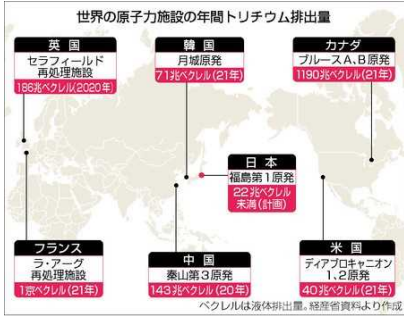 世界の原子力施設の年間トリチウム排出量
英国
セラフィールド
再処理施設
186兆ベクレル(2020年)
韓国
月城原発
71兆ベクレル(21年)
カナダ
ブルースA、B原発
1190兆ベクレル(21年)
日本
福島第1原発
22兆ベクレル
未満(計画)
フランス
ラ・アーグ
再処理施設
1京ベクレル(21年)
中国
秦山第3原発
143兆ベクレル(20年)
米国
ディアブロキャニオン
1、2原発
40兆ベクレル(21年)
ベクレルは液体排出量。経産省資料より作成